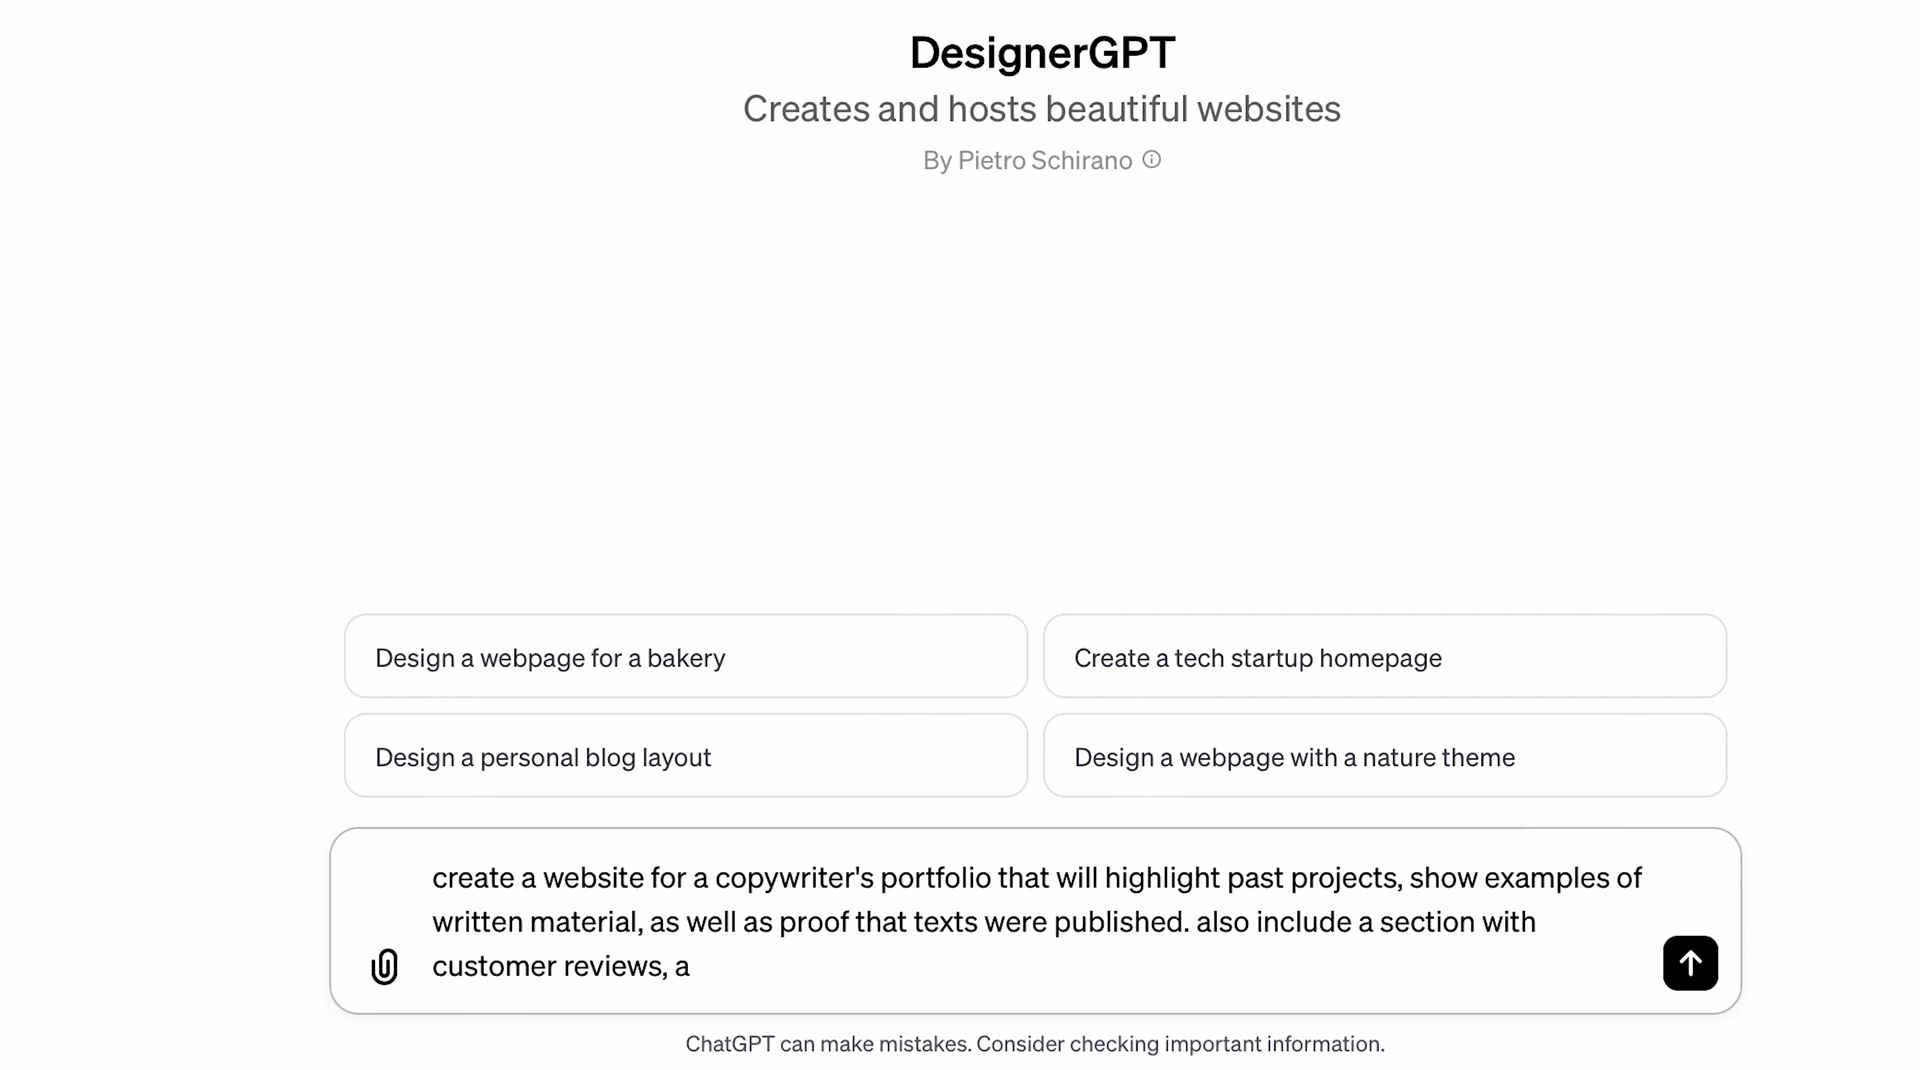 DesignerGPT
Creates and hosts beautiful websites
By Pietro Schirano
Design a webpage for a bakery
Create a tech startup homepage
Design a personal blog layout
Design a webpage with a nature theme
create a website for a copywriter's portfolio that will highlight past projects, show examples of
written material, as well as proof that texts were published. also include a section with
customer reviews, a
ChatGPT can make mistakes. Consider checking important information.